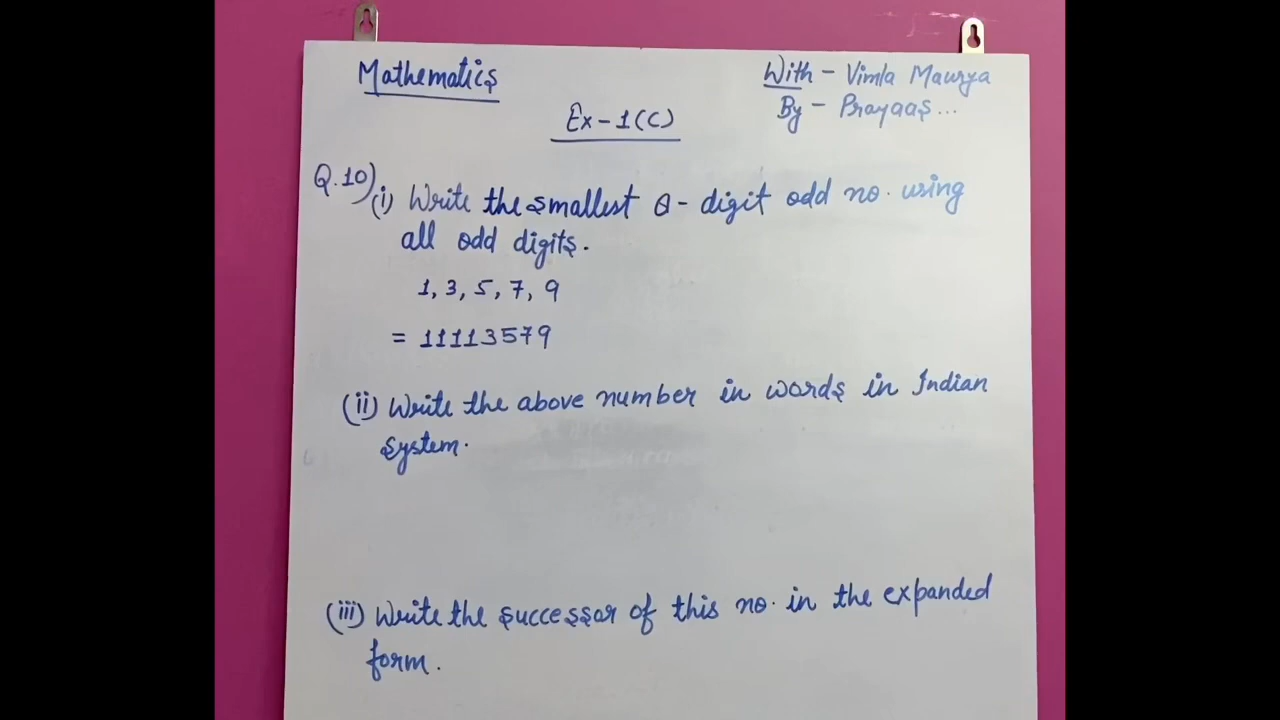 Mathematics
With - Vimla Maurya
By - Prayaas...
Ex-1(C)
Q.10) (i) Write the smallest 8-digit odd no. using
all odd digits.
1, 3, 5, 7, 9
= 11113579
(ii) Write the above number in words in Indian
system.
(iii) Write the successor of this no. in the expanded
form.